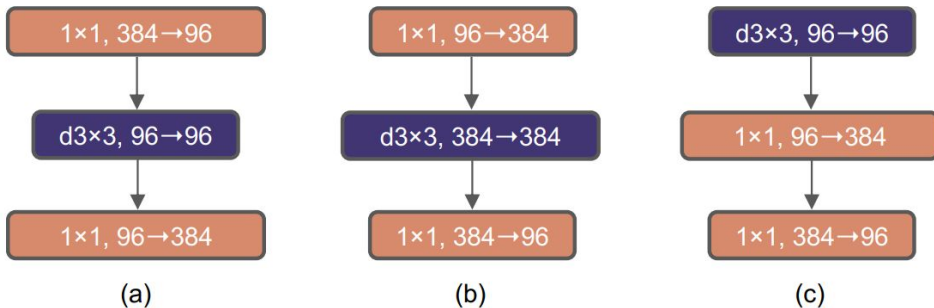 1×1, 384→96
d3×3, 96→96
1×1, 96→384
(a)
1×1, 96→384
d3×3, 384→384
1×1, 384→96
(b)
d3×3, 96→96
1×1, 96→384
1×1, 384→96
(c)